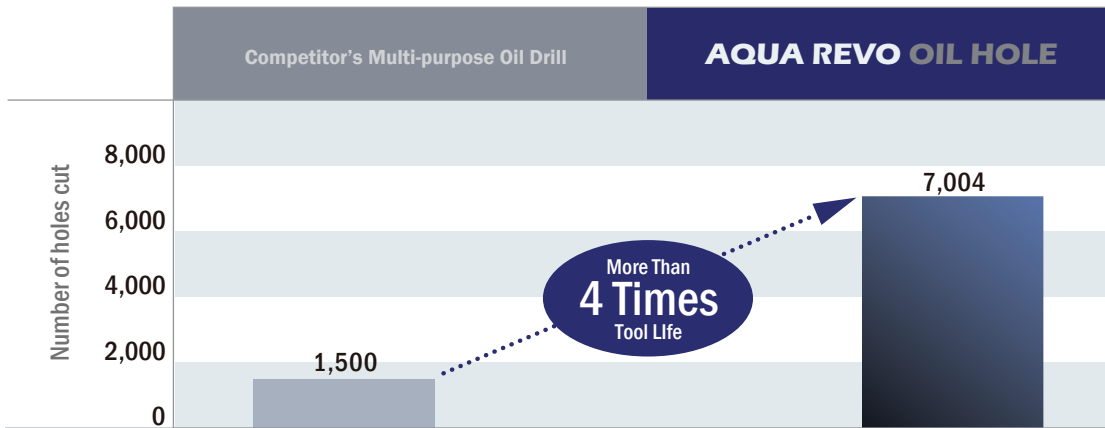 Competitor's Multi-purpose Oil Drill
AQUA REVO OIL HOLE
Number of holes cut
8,000
6,000
4,000
2,000
0
1,500
More Than
4 Times
Tool LIfe
7,004